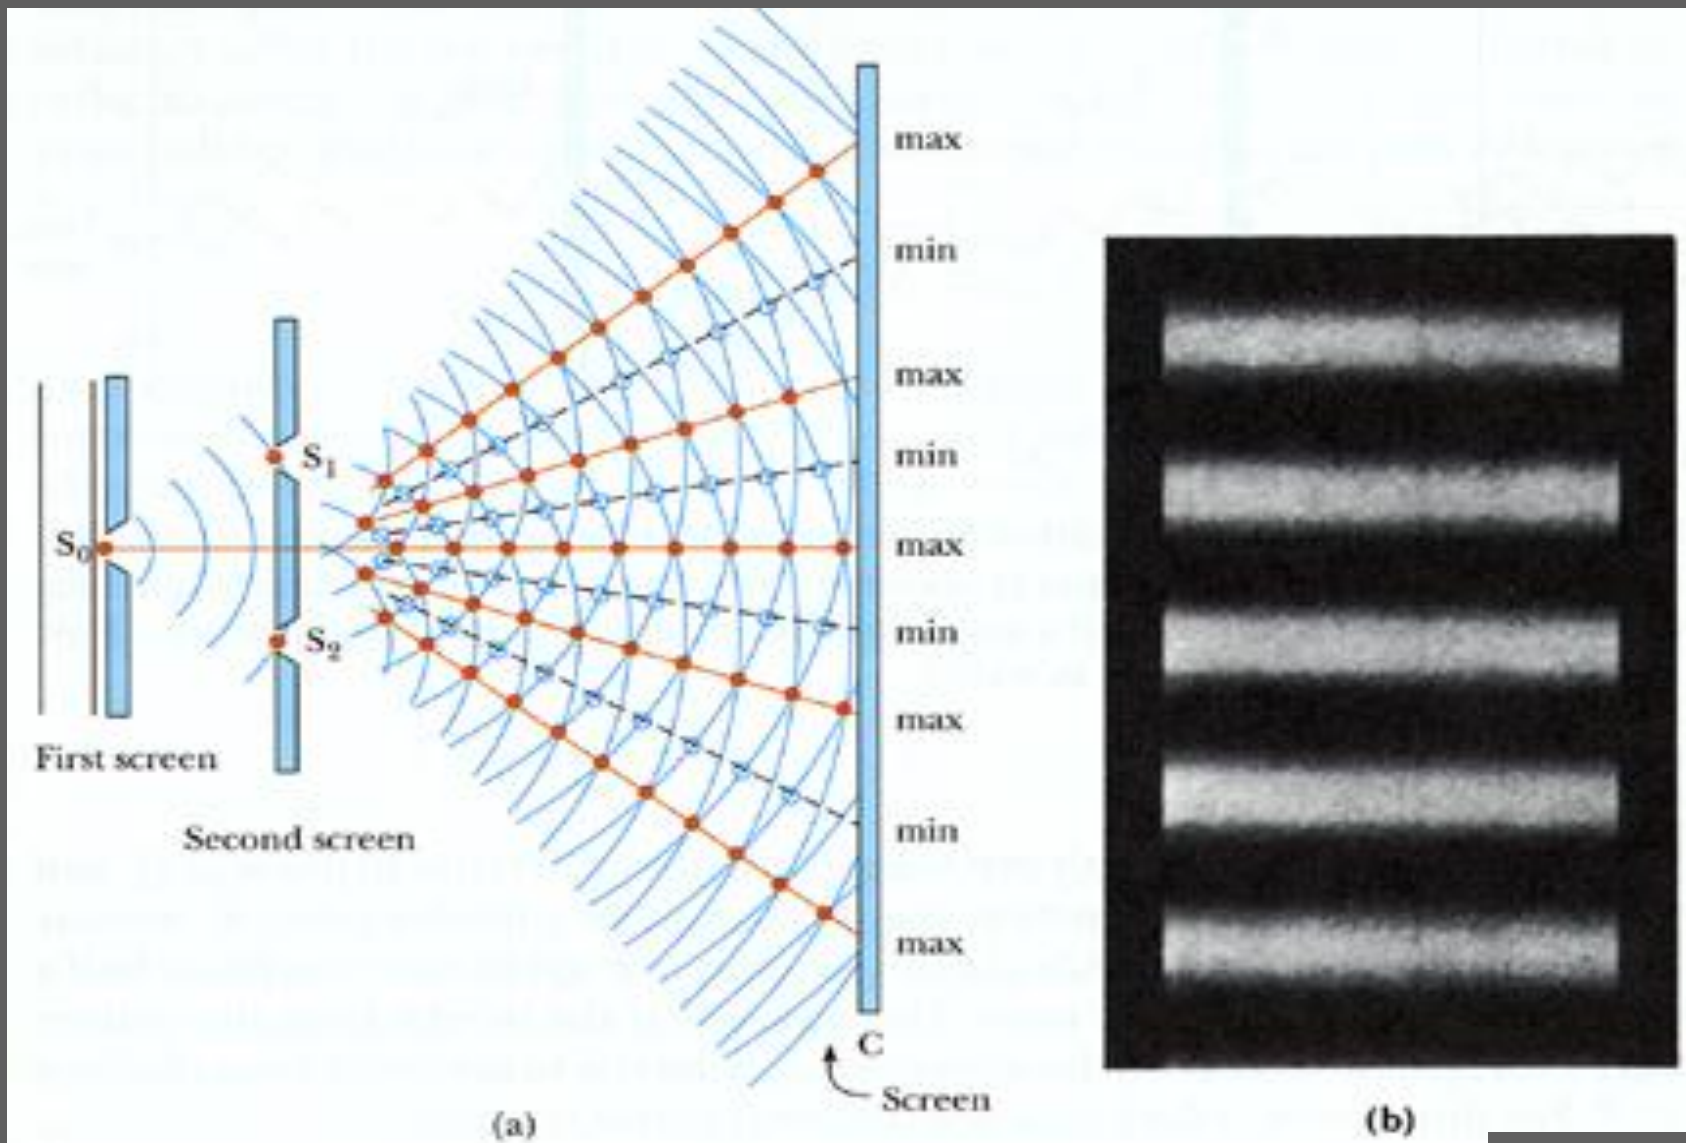 max
min
max
S₁
min
S₀
max
S₂
min
max
First screen
Second screen
min
max
C
Screen
(a)
(b)